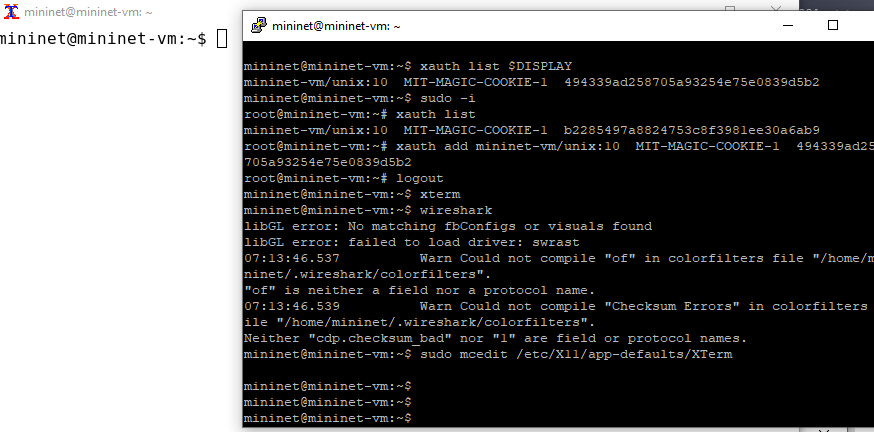 mininet@mininet-vm: ~
mininet@mininet-vm:~$
mininet@mininet-vm: ~
mininet@mininet-vm:~$ xauth list $DISPLAY
mininet-vm/unix:10  MIT-MAGIC-COOKIE-1  494339ad258705a93254e75e0839d5b2
mininet@mininet-vm:~$ sudo -i
root@mininet-vm:~# xauth list
mininet-vm/unix:10  MIT-MAGIC-COOKIE-1  b2285497a8824753c8f3981ee30a6ab9
root@mininet-vm:~# xauth add mininet-vm/unix:10  MIT-MAGIC-COOKIE-1  494339ad258
705a93254e75e0839d5b2
root@mininet-vm:~# logout
mininet@mininet-vm:~$ xterm
mininet@mininet-vm:~$ wireshark
libGL error: No matching fbConfigs or visuals found
libGL error: failed to load driver: swrast
07:13:46.537          Warn Could not compile "of" in colorfilters file "/home/m
ninet/.wireshark/colorfilters".
"of" is neither a field nor a protocol name.
07:13:46.539          Warn Could not compile "Checksum Errors" in colorfilters
ile "/home/mininet/.wireshark/colorfilters".
Neither "cdp.checksum_bad" nor "1" are field or protocol names.
mininet@mininet-vm:~$ sudo mcedit /etc/X11/app-defaults/XTerm
mininet@mininet-vm:~$
mininet@mininet-vm:~$
mininet@mininet-vm:~$